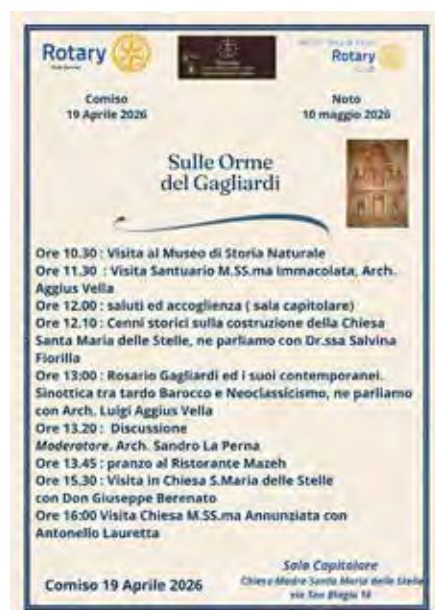 Rotary
Rotary
Comiso
19 Aprile 2026
Noto
10 maggio 2026
Sulle Orme
del Gagliardi
Ore 10.30 : Visita al Museo di Storia Naturale
Ore 11.30 : Visita Santuario M.SS.ma Immacolata, Arch.
Aggius Vella
Ore 12.00 : saluti ed accoglienza ( sala capitolare)
Ore 12.10 : Cenni storici sulla costruzione della Chiesa
Santa Maria delle Stelle, ne parliamo con Dr.ssa Salvina
Fiorilla
Ore 13:00 : Rosario Gagliardi ed i suoi contemporanei.
Sinottica tra tardo Barocco e Neoclassicismo, ne parliamo
con Arch. Luigi Aggius Vella
Ore 13.20 : Discussione
Moderatore. Arch. Sandro La Perna
Ore 13.45 : pranzo al Ristorante Mazeh
Ore 15.30 : Visita in Chiesa S.Maria delle Stelle
con Don Giuseppe Berenato
Ore 16:00 Visita Chiesa M.SS.ma Annunziata con
Antonello Lauretta
Sala Capitolare
Chiesa Madre Santa Maria delle Stelle
Comiso 19 Aprile 2026